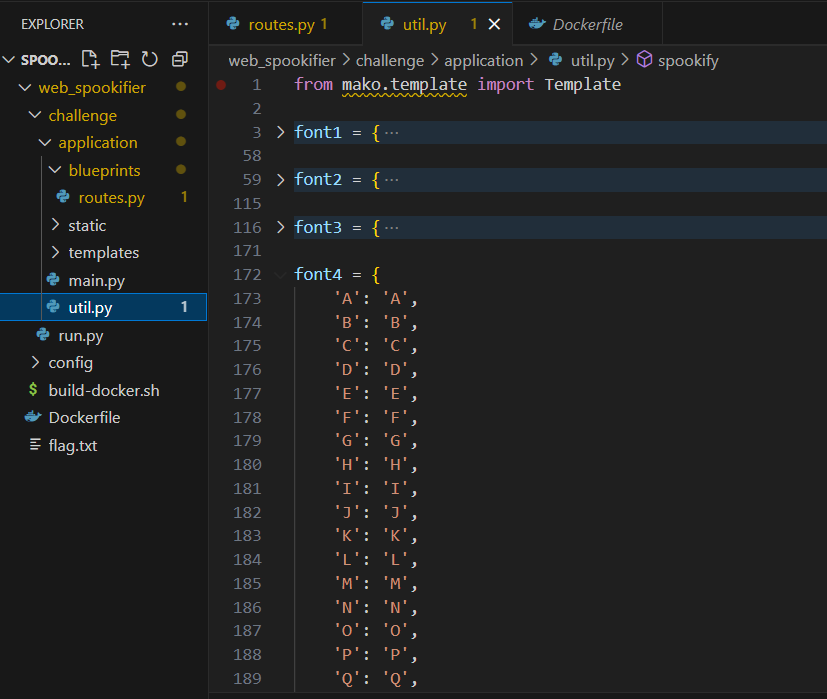 EXPLORER ···
SPOO...
web_spookifier
challenge
application
blueprints
routes.py 1
static
templates
main.py
util.py 1
run.py
config
$ build-docker.sh
Dockerfile
flag.txt
routes.py 1 util.py 1 Dockerfile
web_spookifier > challenge > application > util.py > spookify
1 from mako.template import Template
2
3 font1 = {···
58
59 font2 = {···
115
116 font3 = {···
171
172 font4 = {
173 'A': 'A',
174 'B': 'B',
175 'C': 'C',
176 'D': 'D',
177 'E': 'E',
178 'F': 'F',
179 'G': 'G',
180 'H': 'H',
181 'I': 'I',
182 'J': 'J',
183 'K': 'K',
184 'L': 'L',
185 'M': 'M',
186 'N': 'N',
187 'O': 'O',
188 'P': 'P',
189 'Q': 'Q',